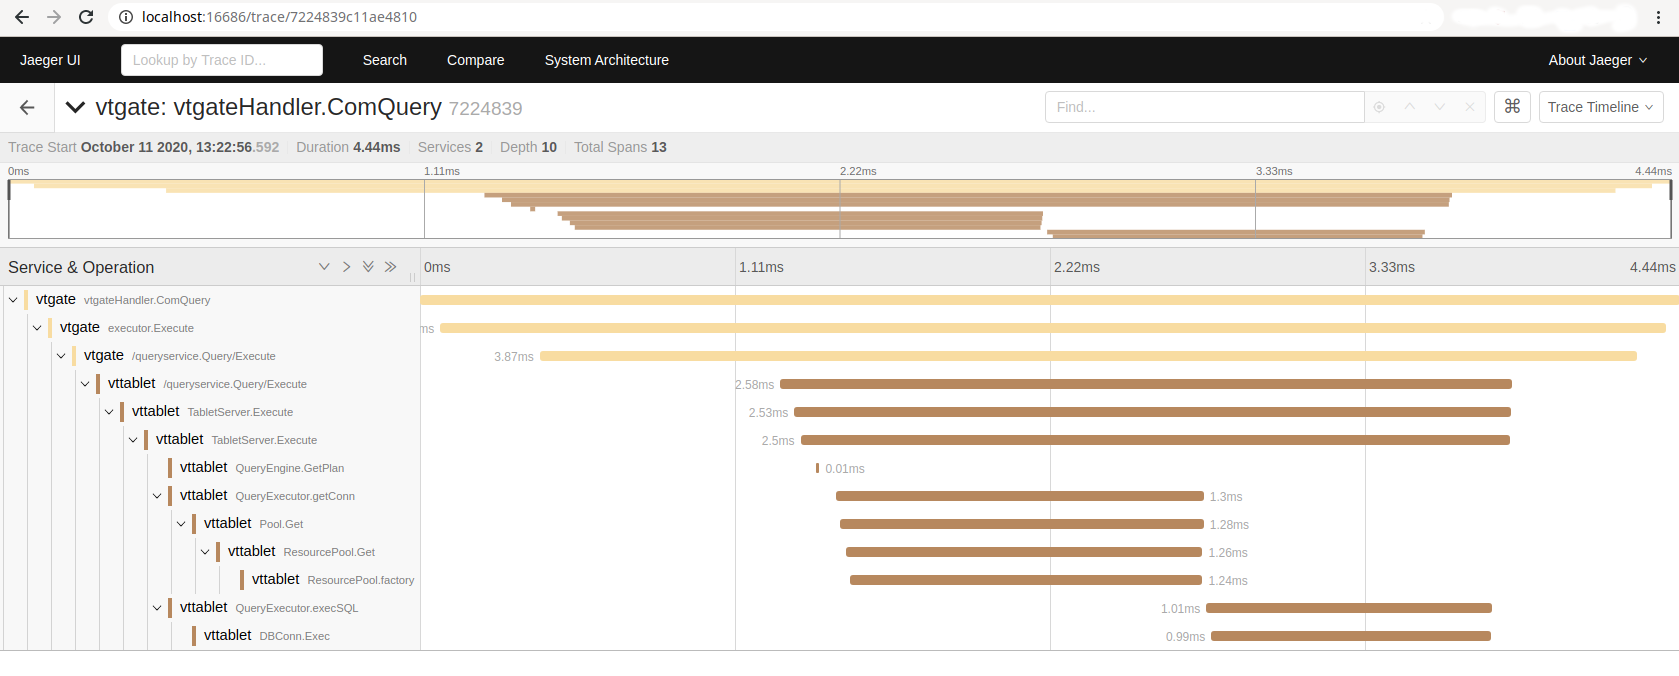 localhost:16686/trace/7224839c11ae4810
Jaeger UI Lookup by Trace ID... Search Compare System Architecture About Jaeger
vtgate: vtgateHandler.ComQuery 7224839 Find... ⌘ Trace Timeline
Trace Start October 11 2020, 13:22:56.592 Duration 4.44ms Services 2 Depth 10 Total Spans 13
0ms 1.11ms 2.22ms 3.33ms 4.44ms
Service & Operation 0ms 1.11ms 2.22ms 3.33ms 4.44ms
vtgate vtgateHandler.ComQuery
vtgate executor.Execute ms
vtgate /queryservice.Query/Execute 3.87ms
vttablet /queryservice.Query/Execute 2.58ms
vttablet TabletServer.Execute 2.53ms
vttablet TabletServer.Execute 2.5ms
vttablet QueryEngine.GetPlan 0.01ms
vttablet QueryExecutor.getConn 1.3ms
vttablet Pool.Get 1.28ms
vttablet ResourcePool.Get 1.26ms
vttablet ResourcePool.factory 1.24ms
vttablet QueryExecutor.execSQL 1.01ms
vttablet DBConn.Exec 0.99ms